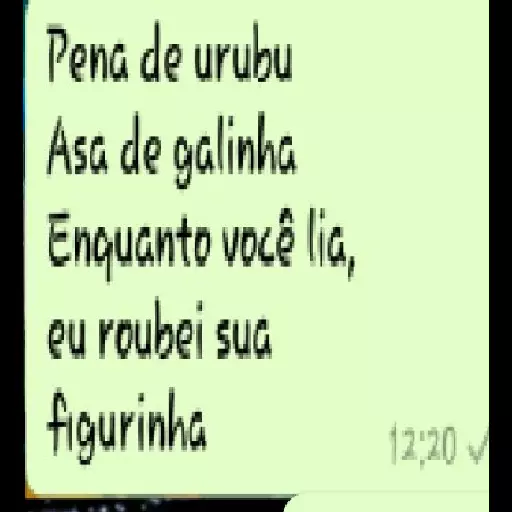 Pena de urubu
Asa de galinha
Enquanto você lia,
eu roubei sua
figurinha
12:20